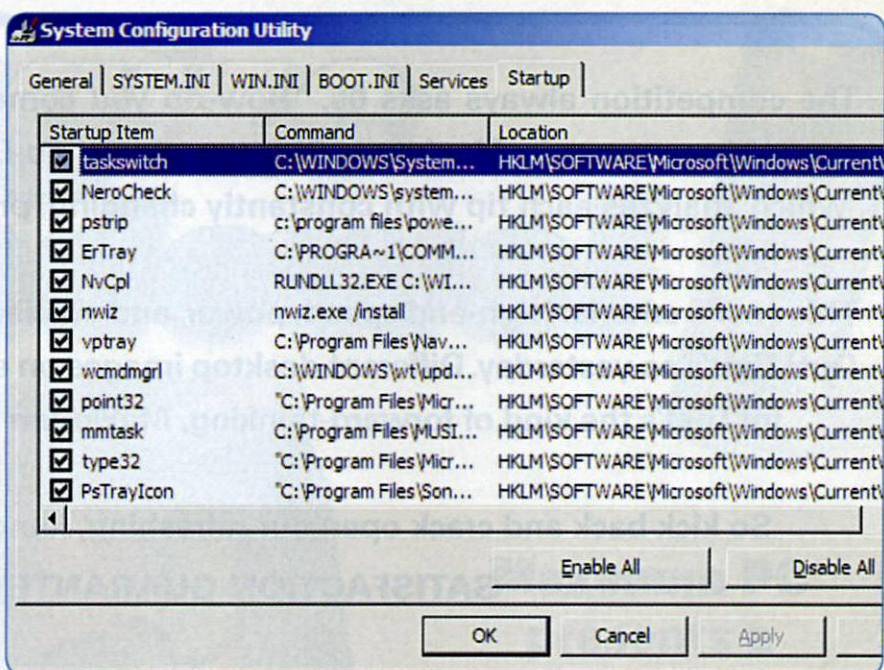 System Configuration Utility
General SYSTEM.INI WIN.INI BOOT.INI Services Startup
Startup Item Command Location
taskswitch C:\WINDOWS\System... HKLM\SOFTWARE\Microsoft\Windows\Current\
NeroCheck C:\WINDOWS\system... HKLM\SOFTWARE\Microsoft\Windows\Current\
pstrip c:\program files\powe... HKLM\SOFTWARE\Microsoft\Windows\Current\
ErTray C:\PROGRA~1\COMM... HKLM\SOFTWARE\Microsoft\Windows\Current\
NvCpl RUNDLL32.EXE C:\WI... HKLM\SOFTWARE\Microsoft\Windows\Current\
nwiz nwiz.exe /install HKLM\SOFTWARE\Microsoft\Windows\Current\
vptray C:\Program Files\Nav... HKLM\SOFTWARE\Microsoft\Windows\Current\
wcmdmgrl C:\WINDOWS\wt\upd... HKLM\SOFTWARE\Microsoft\Windows\Current\
point32 "C:\Program Files\Micr... HKLM\SOFTWARE\Microsoft\Windows\Current\
mmtask C:\Program Files\MUSI... HKLM\SOFTWARE\Microsoft\Windows\Current\
type32 "C:\Program Files\Micr... HKLM\SOFTWARE\Microsoft\Windows\Current\
PsTrayIcon "C:\Program Files\Son... HKLM\SOFTWARE\Microsoft\Windows\Current\
Enable All Disable All
OK Cancel Apply